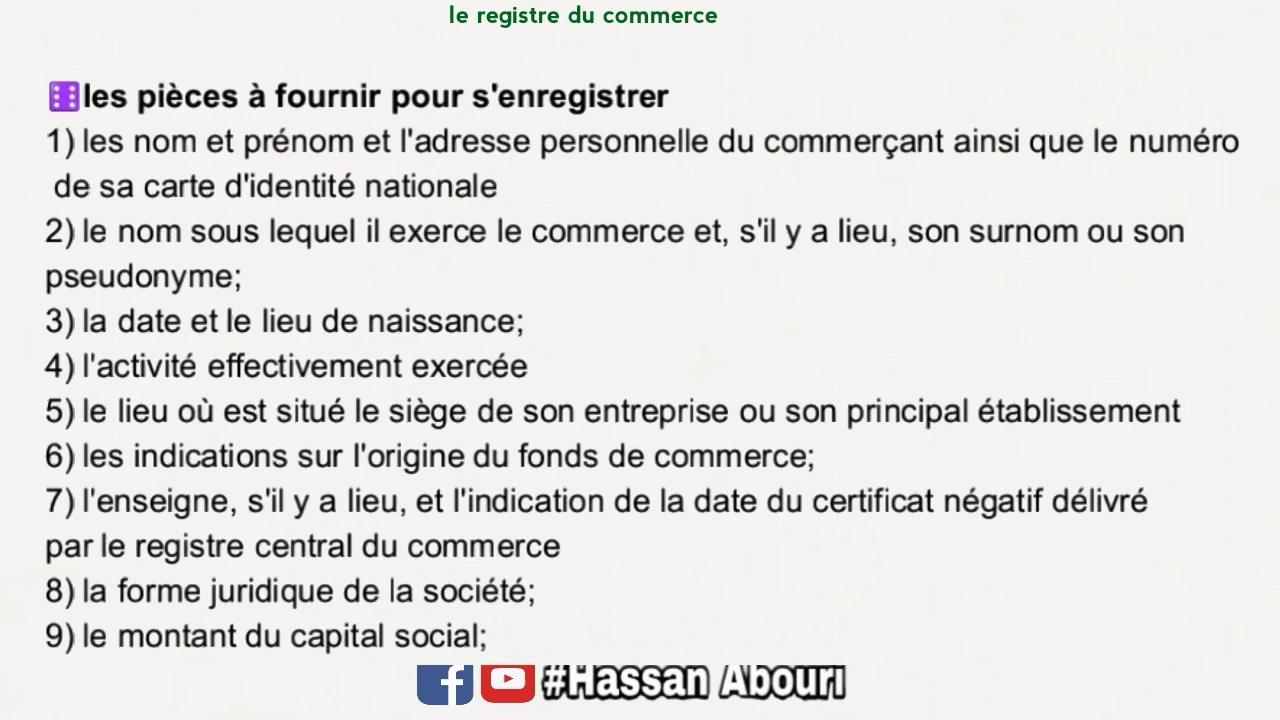 le registre du commerce
les pièces à fournir pour s'enregistrer
1) les nom et prénom et l'adresse personnelle du commerçant ainsi que le numéro
de sa carte d'identité nationale
2) le nom sous lequel il exerce le commerce et, s'il y a lieu, son surnom ou son
pseudonyme;
3) la date et le lieu de naissance;
4) l'activité effectivement exercée
5) le lieu où est situé le siège de son entreprise ou son principal établissement
6) les indications sur l'origine du fonds de commerce;
7) l'enseigne, s'il y a lieu, et l'indication de la date du certificat négatif délivré
par le registre central du commerce
8) la forme juridique de la société;
9) le montant du capital social;
#Hassan Abouri